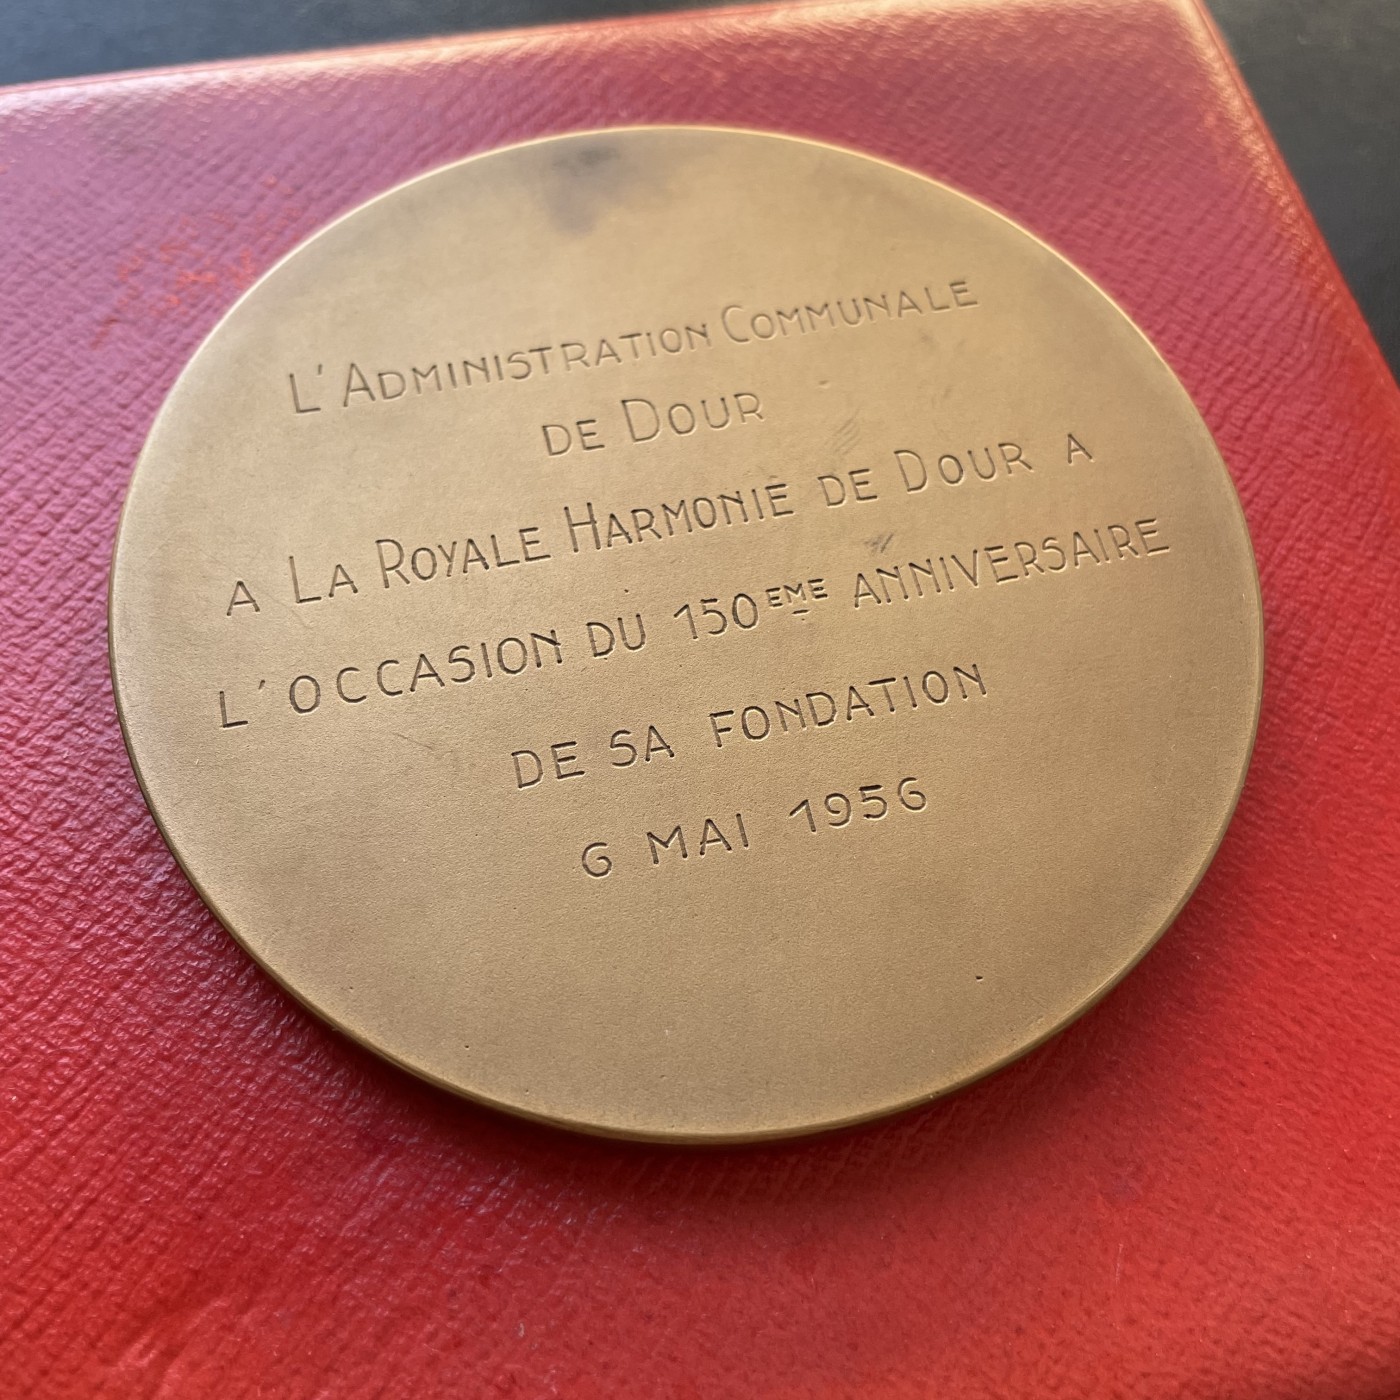 L'ADMINISTRATION COMMUNALE
DE DOUR
A LA ROYALE HARMONIE DE DOUR A
L'OCCASION DU 150EME ANNIVERSAIRE
DE SA FONDATION
6 MAI 1956